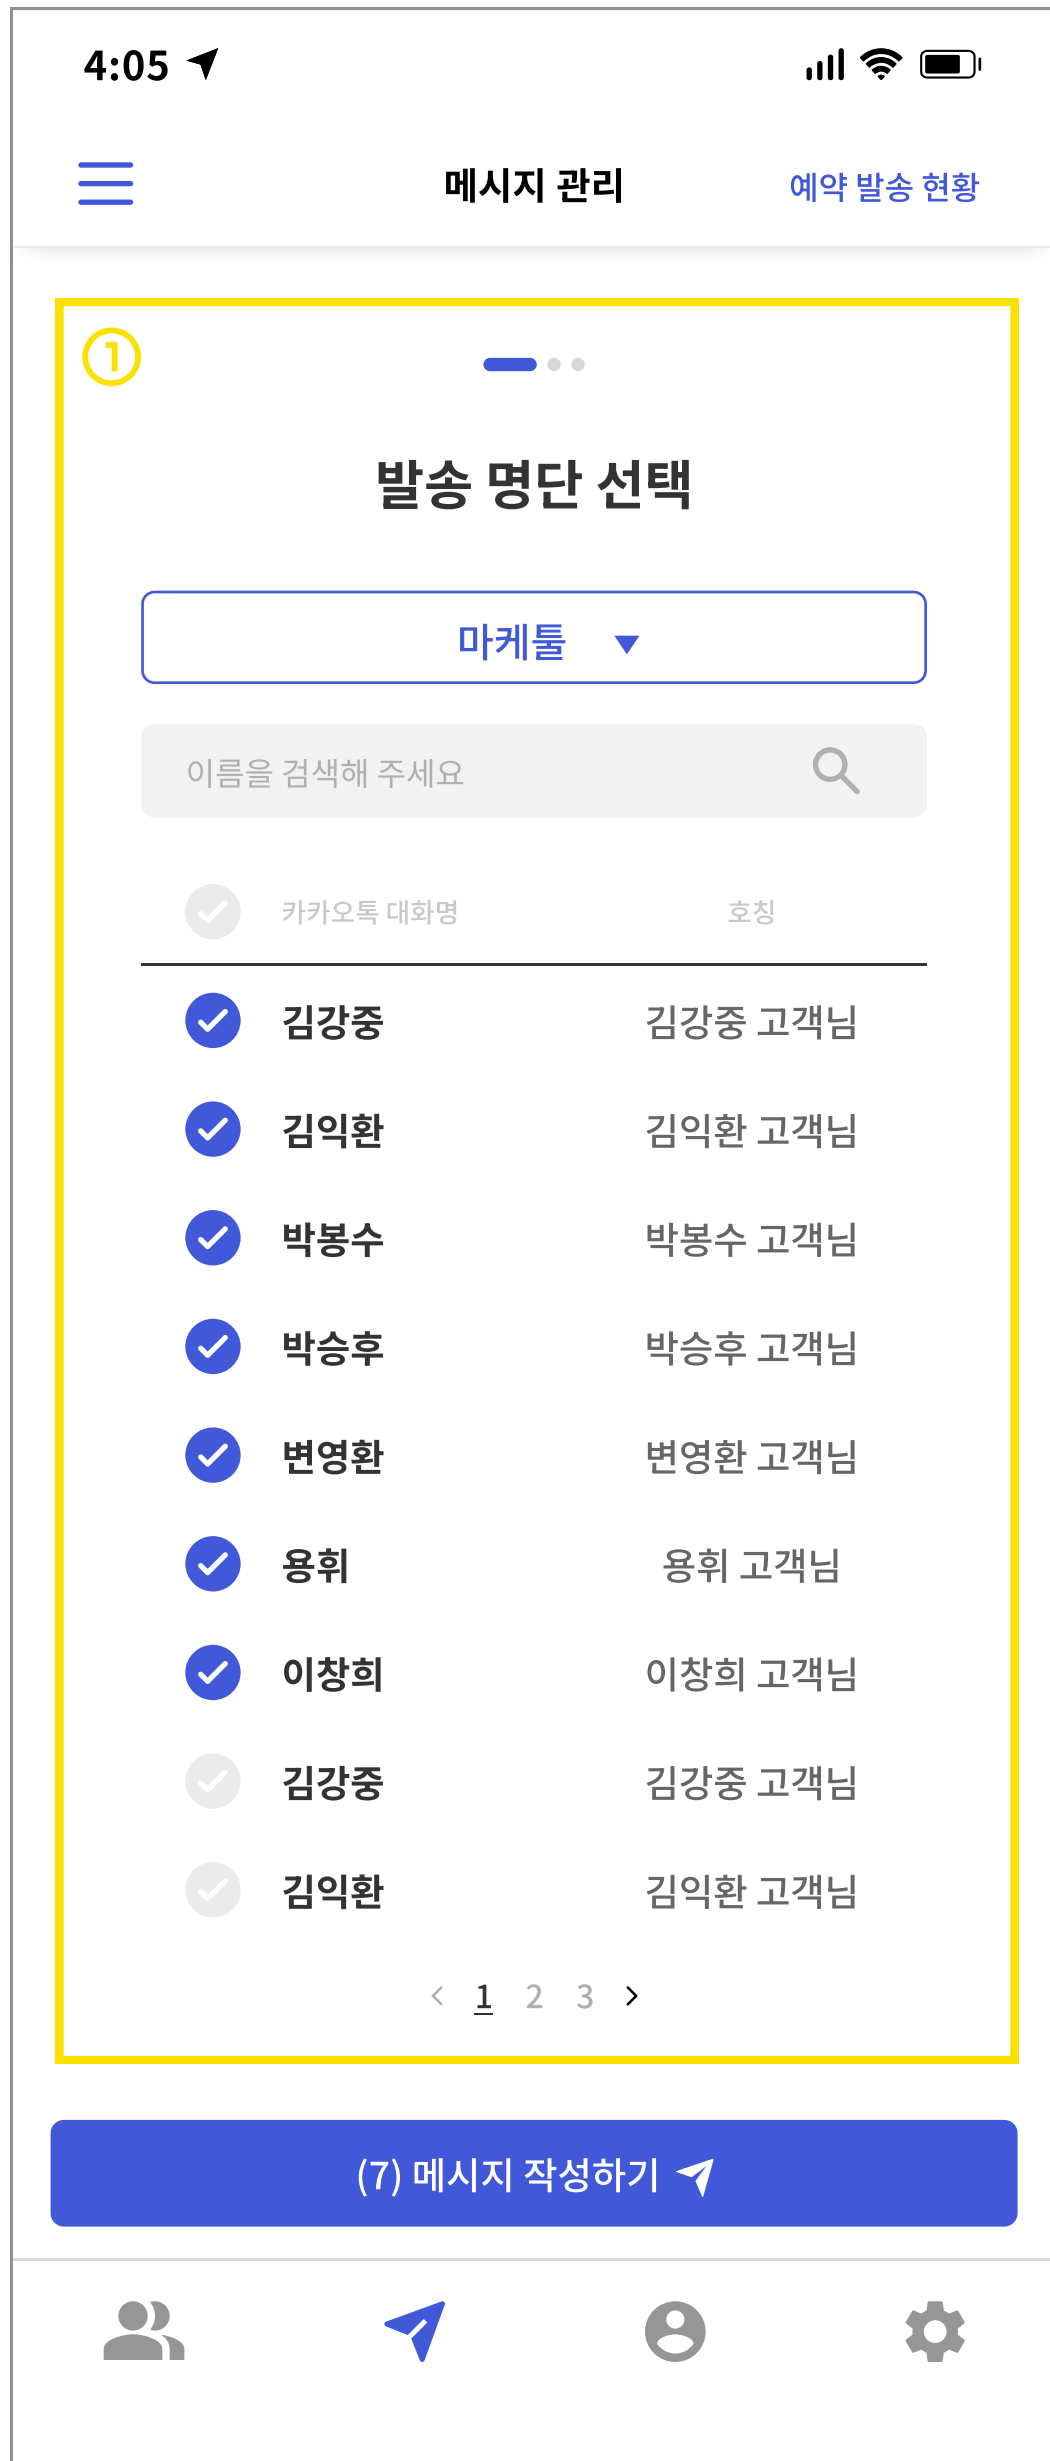 4:05
메시지 관리
예약 발송 현황
1
발송 명단 선택
마케툴
이름을 검색해 주세요
카카오톡 대화명 호칭
김강중 김강중 고객님
김익환 김익환 고객님
박봉수 박봉수 고객님
박승후 박승후 고객님
변영환 변영환 고객님
용휘 용휘 고객님
이창희 이창희 고객님
김강중 김강중 고객님
김익환 김익환 고객님
< 1 2 3 >
(7) 메시지 작성하기